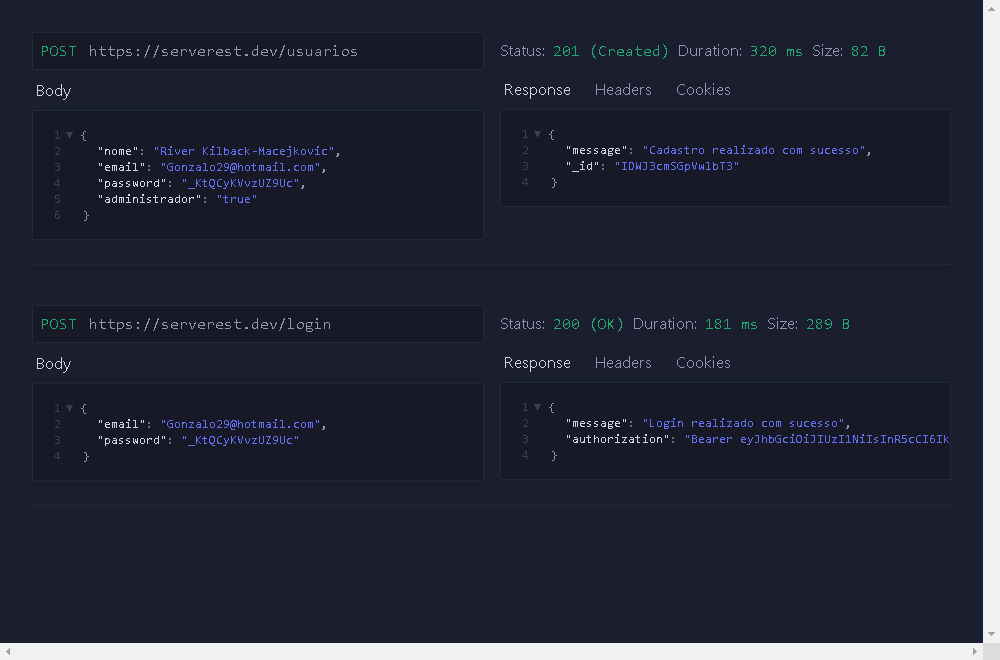 POST https://serverest.dev/usuarios
Status: 201 (Created) Duration: 320 ms Size: 82 B
Body
1 {
2 "nome": "River Kilback-Macejkovic",
3 "email": "Gonzalo29@hotmail.com",
4 "password": "_KtQCyKVvzUZ9Uc",
5 "administrador": "true"
6 }
Response Headers Cookies
1 {
2 "message": "Cadastro realizado com sucesso",
3 "_id": "IDWJ3cmSGpVwlbT3"
4 }
POST https://serverest.dev/login
Status: 200 (OK) Duration: 181 ms Size: 289 B
Body
1 {
2 "email": "Gonzalo29@hotmail.com",
3 "password": "_KtQCyKVvzUZ9Uc"
4 }
Response Headers Cookies
1 {
2 "message": "Login realizado com sucesso",
3 "authorization": "Bearer eyJhbGciOiJIUzI1NiIsInR5cCI6Ik
4 }